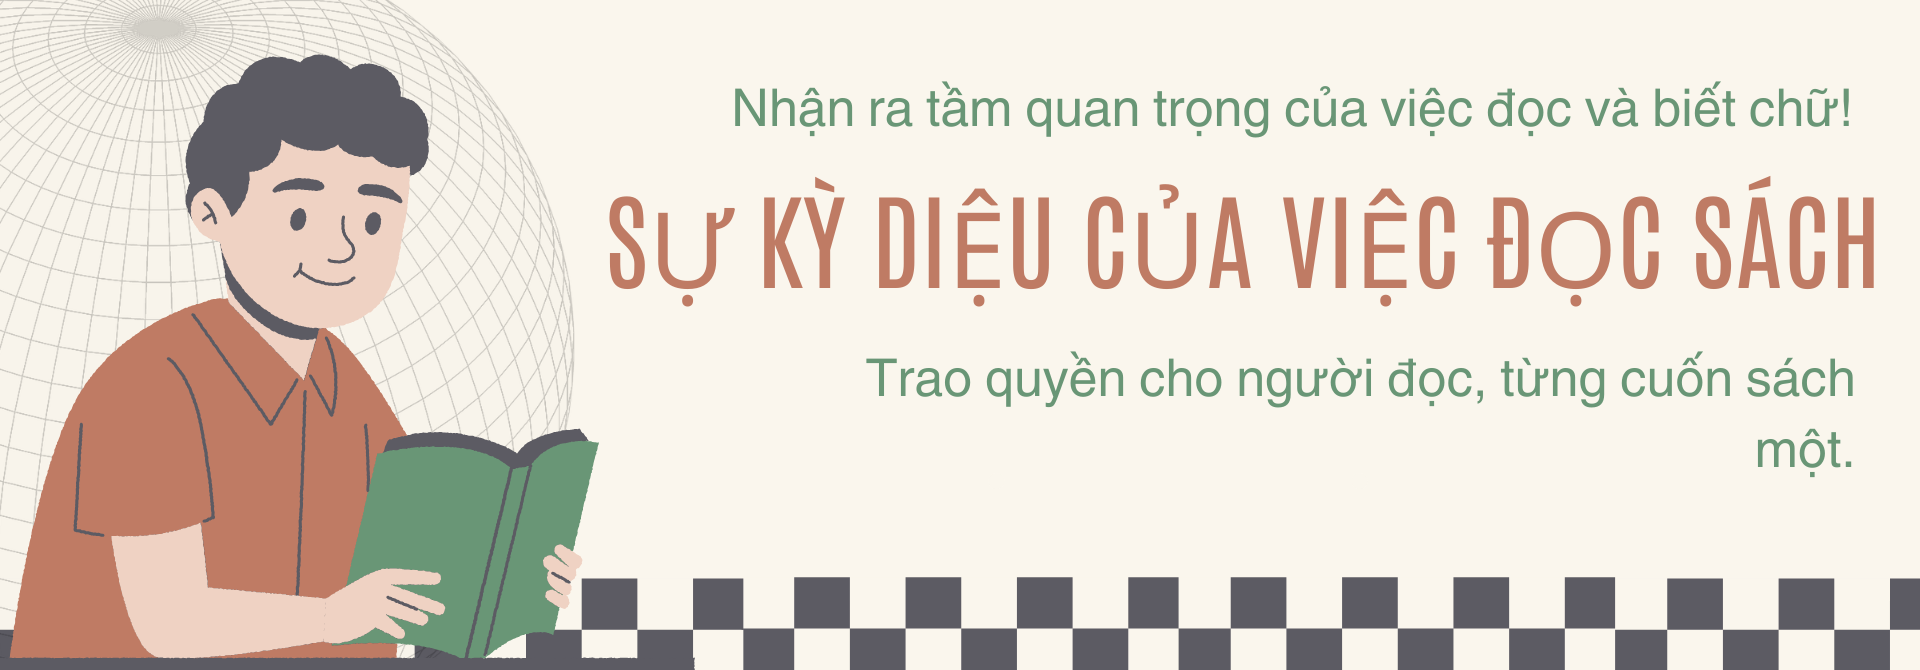 Nhận ra tầm quan trọng của việc đọc và biết chữ!
SỰ KỲ DIỆU CỦA VIỆC ĐỌC SÁCH
Trao quyền cho người đọc, từng cuốn sách
một.